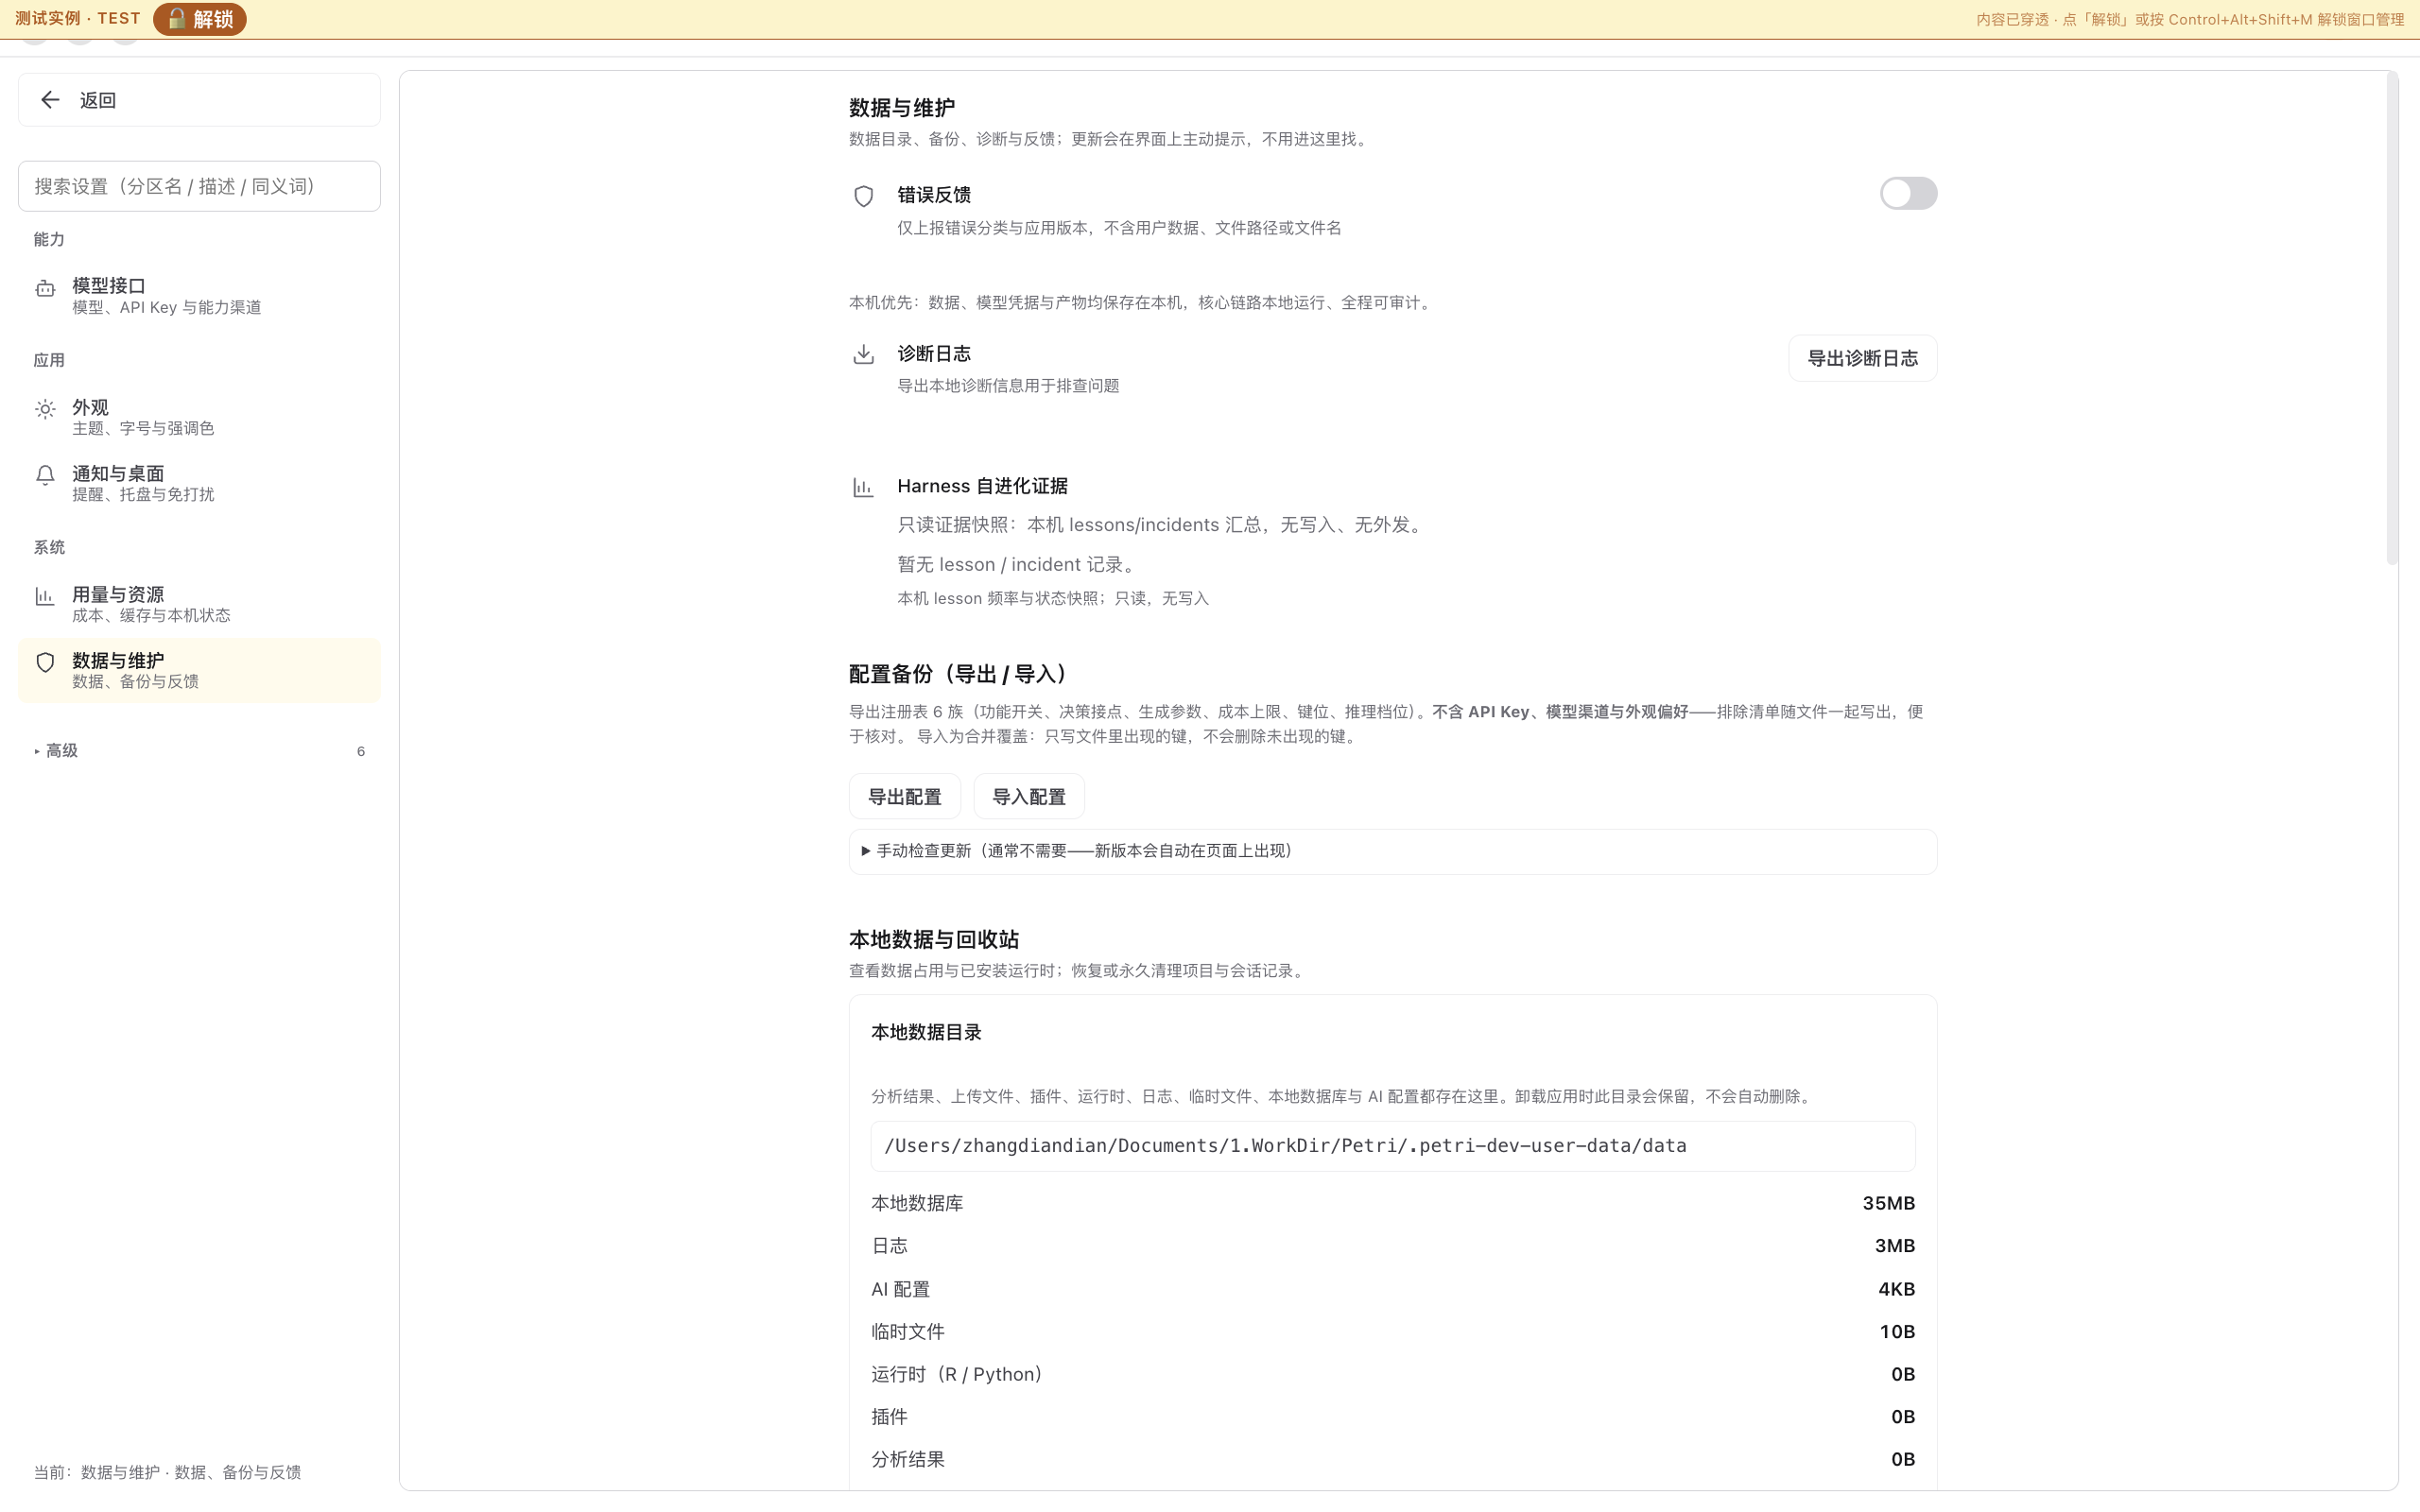 测试实例 · TEST
🔓 解锁
内容已穿透 · 点「解锁」或按 Control+Alt+Shift+M 解锁窗口管理
返回
搜索设置（分区名 / 描述 / 同义词）
能力
模型接口
模型、API Key 与能力渠道
应用
外观
主题、字号与强调色
通知与桌面
提醒、托盘与免打扰
系统
用量与资源
成本、缓存与本机状态
数据与维护
数据、备份与反馈
▸ 高级 6
当前：数据与维护 · 数据、备份与反馈
数据与维护
数据目录、备份、诊断与反馈；更新会在界面上主动提示，不用进这里找。
错误反馈
仅上报错误分类与应用版本，不含用户数据、文件路径或文件名
本机优先：数据、模型凭据与产物均保存在本机，核心链路本地运行、全程可审计。
诊断日志
导出诊断日志
导出本地诊断信息用于排查问题
Harness 自进化证据
只读证据快照：本机 lessons/incidents 汇总，无写入、无外发。
暂无 lesson / incident 记录。
本机 lesson 频率与状态快照；只读，无写入
配置备份（导出 / 导入）
导出注册表 6 族（功能开关、决策接点、生成参数、成本上限、键位、推理档位）。不含 API Key、模型渠道与外观偏好——排除清单随文件一起写出，便
于核对。 导入为合并覆盖：只写文件里出现的键，不会删除未出现的键。
导出配置 导入配置
▶ 手动检查更新（通常不需要——新版本会自动在页面上出现）
本地数据与回收站
查看数据占用与已安装运行时；恢复或永久清理项目与会话记录。
本地数据目录
分析结果、上传文件、插件、运行时、日志、临时文件、本地数据库与 AI 配置都存在这里。卸载应用时此目录会保留，不会自动删除。
/Users/zhangdiandian/Documents/1.WorkDir/Petri/.petri-dev-user-data/data
本地数据库 35MB
日志 3MB
AI 配置 4KB
临时文件 10B
运行时（R / Python） 0B
插件 0B
分析结果 0B